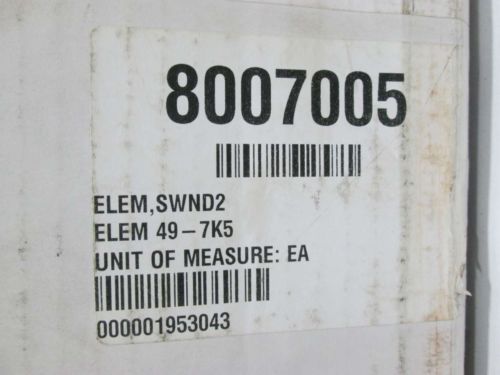 8007005
ELEM,SWND2
ELEM 49-7K5
UNIT OF MEASURE: EA
000001953043